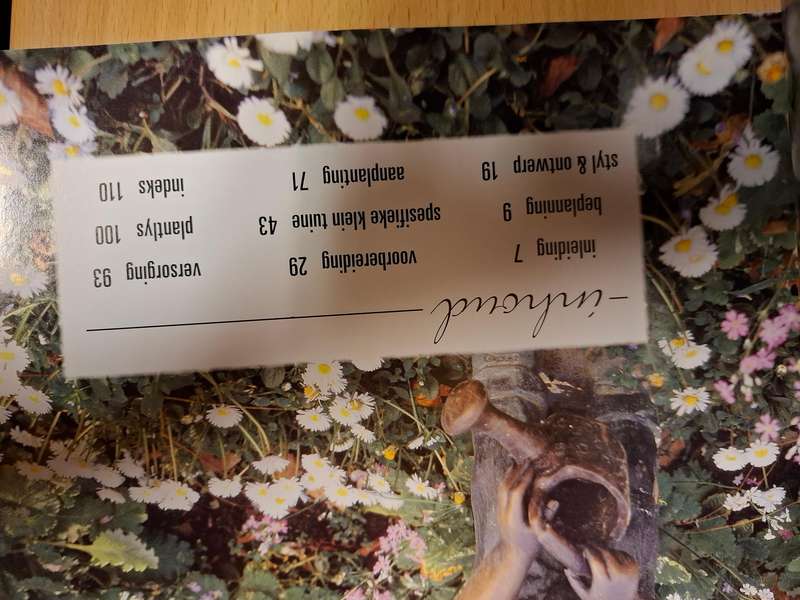 inhoud
inleiding 7
beplanning 9
styl & ontwerp 19
voorbereiding 29
spesifieke klein tuine 43
aanplanting 71
versorging 93
plantlys 100
indeks 110